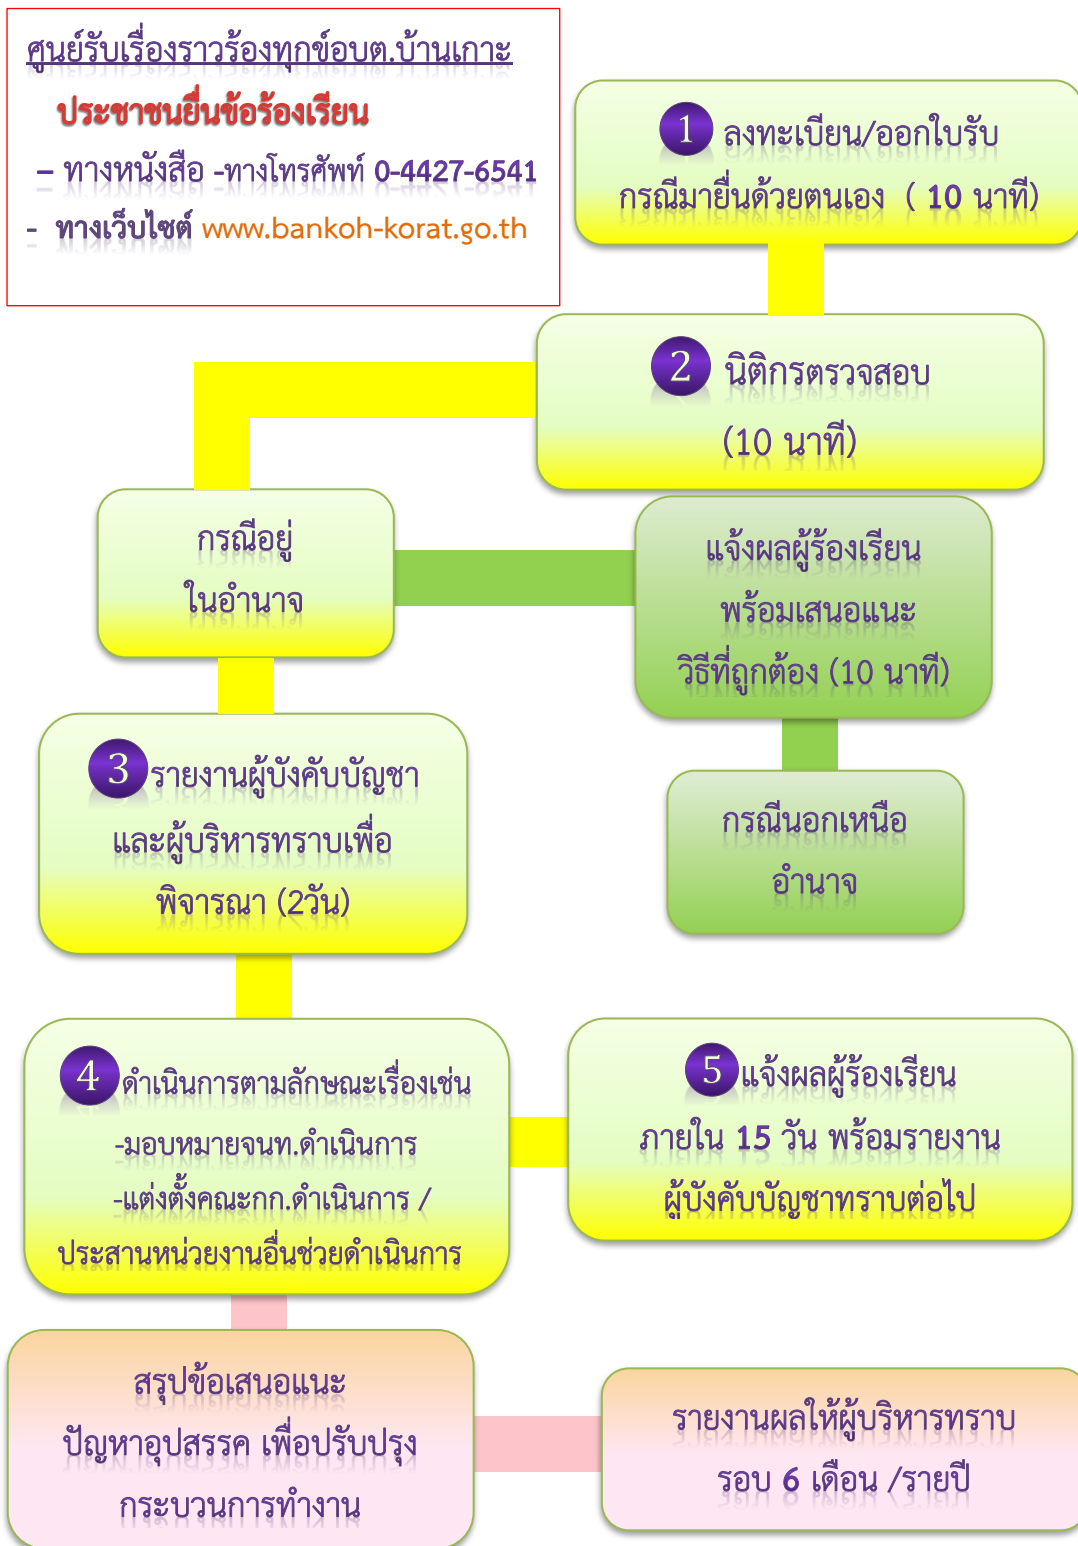 ศูนย์รับเรื่องราวร้องทุกข์อบต.บ้านเกาะ
ประชาชนยื่นข้อร้องเรียน
– ทางหนังสือ -ทางโทรศัพท์ 0-4427-6541
- ทางเว็บไซต์ www.bankoh-korat.go.th
1 ลงทะเบียน/ออกใบรับ
กรณีมายื่นด้วยตนเอง ( 10 นาที)
2 นิติกรตรวจสอบ
(10 นาที)
กรณีอยู่
ในอำนาจ
แจ้งผลผู้ร้องเรียน
พร้อมเสนอแนะ
วิธีที่ถูกต้อง (10 นาที)
3 รายงานผู้บังคับบัญชา
และผู้บริหารทราบเพื่อ
พิจารณา (2วัน)
กรณีนอกเหนือ
อำนาจ
4 ดำเนินการตามลักษณะเรื่องเช่น
-มอบหมายจนท.ดำเนินการ
-แต่งตั้งคณะกก.ดำเนินการ /
ประสานหน่วยงานอื่นช่วยดำเนินการ
5 แจ้งผลผู้ร้องเรียน
ภายใน 15 วัน พร้อมรายงาน
ผู้บังคับบัญชาทราบต่อไป
สรุปข้อเสนอแนะ
ปัญหาอุปสรรค เพื่อปรับปรุง
กระบวนการทำงาน
รายงานผลให้ผู้บริหารทราบ
รอบ 6 เดือน /รายปี